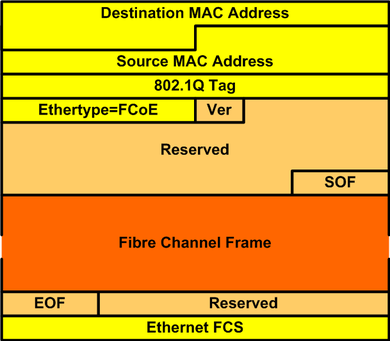 Destination MAC Address
Source MAC Address
802.1Q Tag
Ethertype=FCoE Ver
Reserved
SOF
Fibre Channel Frame
EOF Reserved
Ethernet FCS